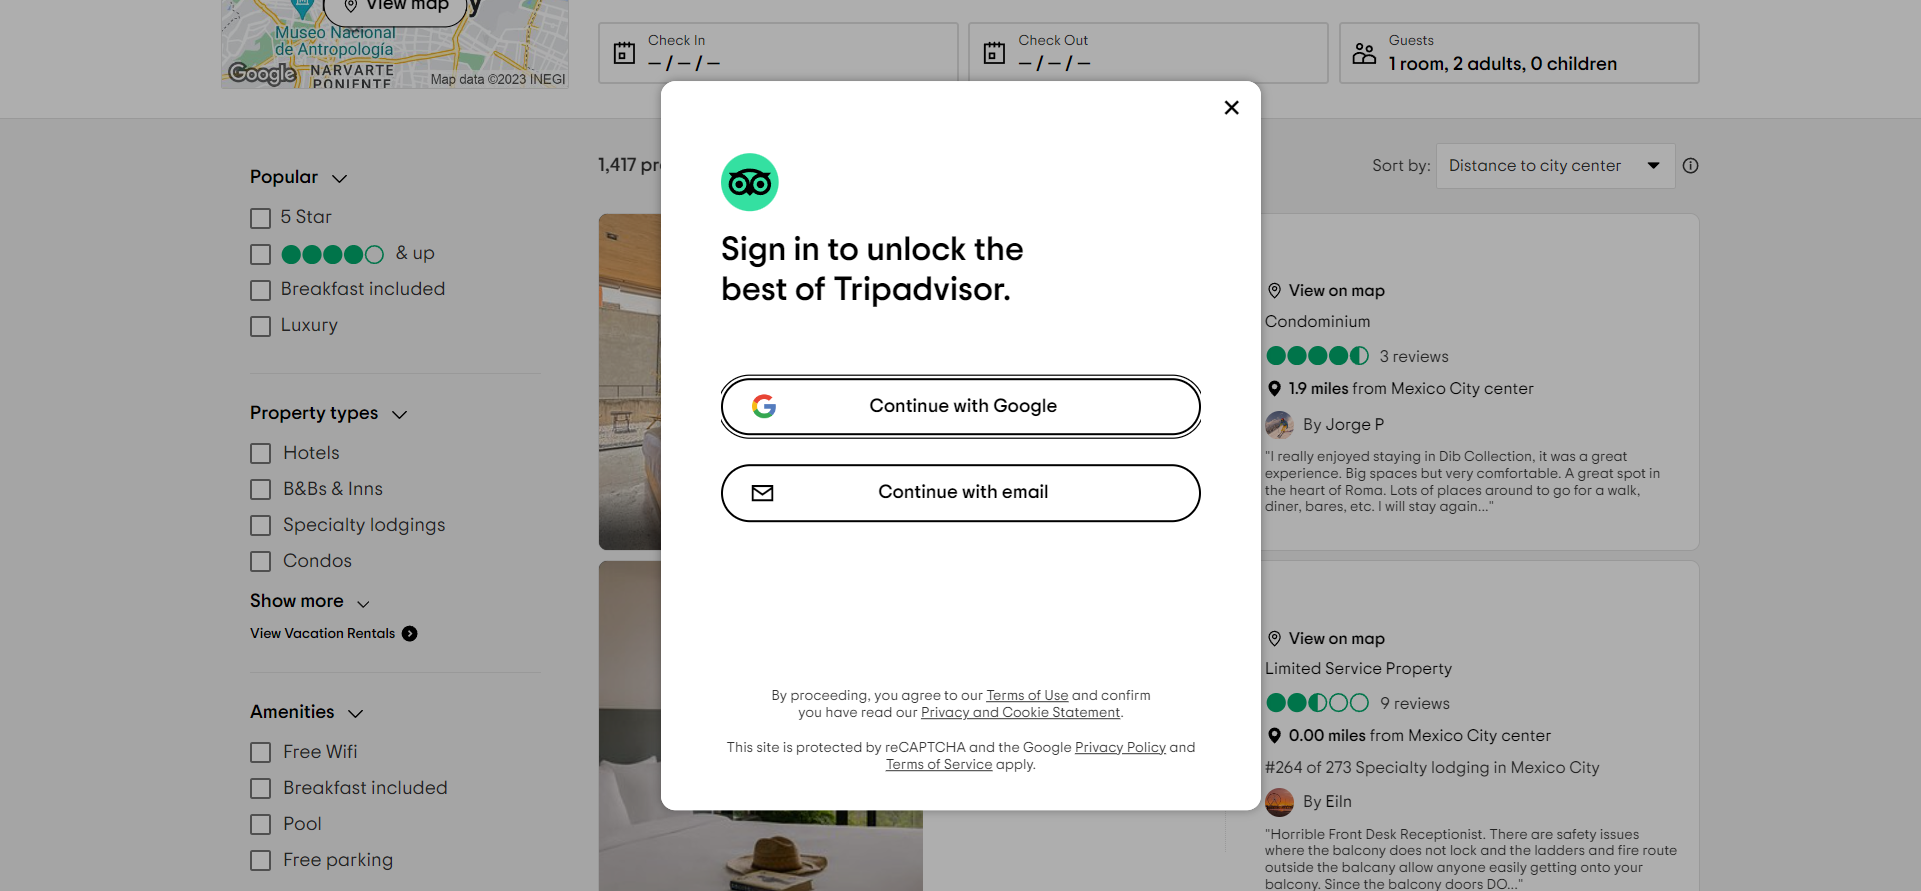 View map
y
Museo Nacional
de Antropología
NARVARTE
PONIENTE
Google
Map data ©2023 INEGI
Check In
– / – / –
Check Out
– / – / –
Guests
1 room, 2 adults, 0 children
Popular
5 Star
& up
Breakfast included
Luxury
Property types
Hotels
B&Bs & Inns
Specialty lodgings
Condos
Show more
View Vacation Rentals
Amenities
Free Wifi
Breakfast included
Pool
Free parking
1,417 pr
Sort by:
Distance to city center
Sign in to unlock the
best of Tripadvisor.
Continue with Google
Continue with email
By proceeding, you agree to our Terms of Use and confirm
you have read our Privacy and Cookie Statement.
This site is protected by reCAPTCHA and the Google Privacy Policy and
Terms of Service apply.
View on map
Condominium
3 reviews
1.9 miles from Mexico City center
By Jorge P
"I really enjoyed staying in Dib Collection, it was a great
experience. Big spaces but very comfortable. A great spot in
the heart of Roma. Lots of places around to go for a walk,
diner, bares, etc. I will stay again..."
View on map
Limited Service Property
9 reviews
0.00 miles from Mexico City center
#264 of 273 Specialty lodging in Mexico City
By Eiln
"Horrible Front Desk Receptionist. There are safety issues
where the balcony does not lock and the ladders and fire route
outside the balcany allow anyone easily getting onto your
balcony. Since the balcony doors DO..."